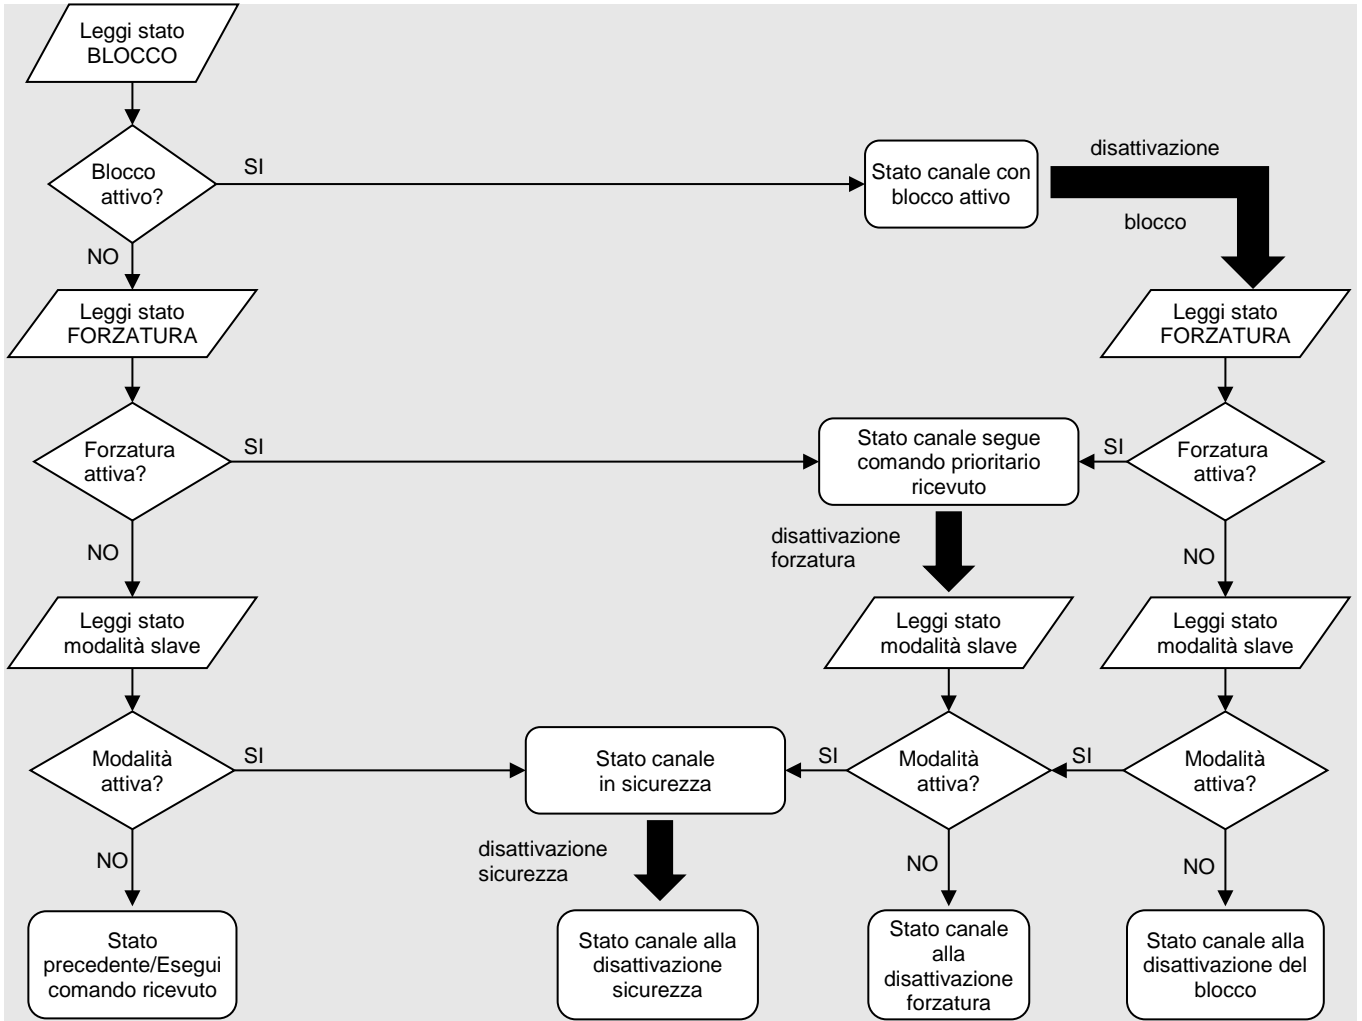 Leggi stato
BLOCCO
Blocco
attivo?
SI
Stato canale con
blocco attivo
disattivazione
blocco
NO
Leggi stato
FORZATURA
Leggi stato
FORZATURA
Forzatura
attiva?
SI
Stato canale segue
comando prioritario
ricevuto
SI
Forzatura
attiva?
NO
disattivazione
forzatura
NO
Leggi stato
modalità slave
Leggi stato
modalità slave
Leggi stato
modalità slave
Modalità
attiva?
SI
Stato canale
in sicurezza
SI
Modalità
attiva?
SI
Modalità
attiva?
NO
disattivazione
sicurezza
NO
NO
Stato
precedente/Esegui
comando ricevuto
Stato canale alla
disattivazione
sicurezza
Stato canale
alla
disattivazione
forzatura
Stato canale alla
disattivazione del
blocco